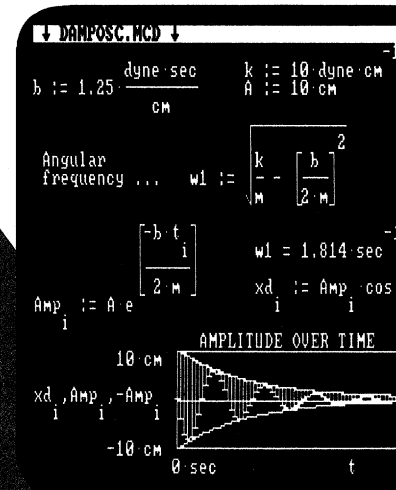 ↓ DAMPOSC.MCD ↓
b := 1.25 · dyne·sec / cm
k := 10·dyne·cm^-1
A := 10·cm
Angular
frequency ... w1 := √(k/m - [b/(2·m)]^2)
Amp_i := A·e^[-b·t_i/(2·m)]
w1 = 1.814·sec^-1
xd_i := Amp_i·cos
AMPLITUDE OVER TIME
10·cm
xd_i,Amp_i,-Amp_i
-10·cm
0·sec t